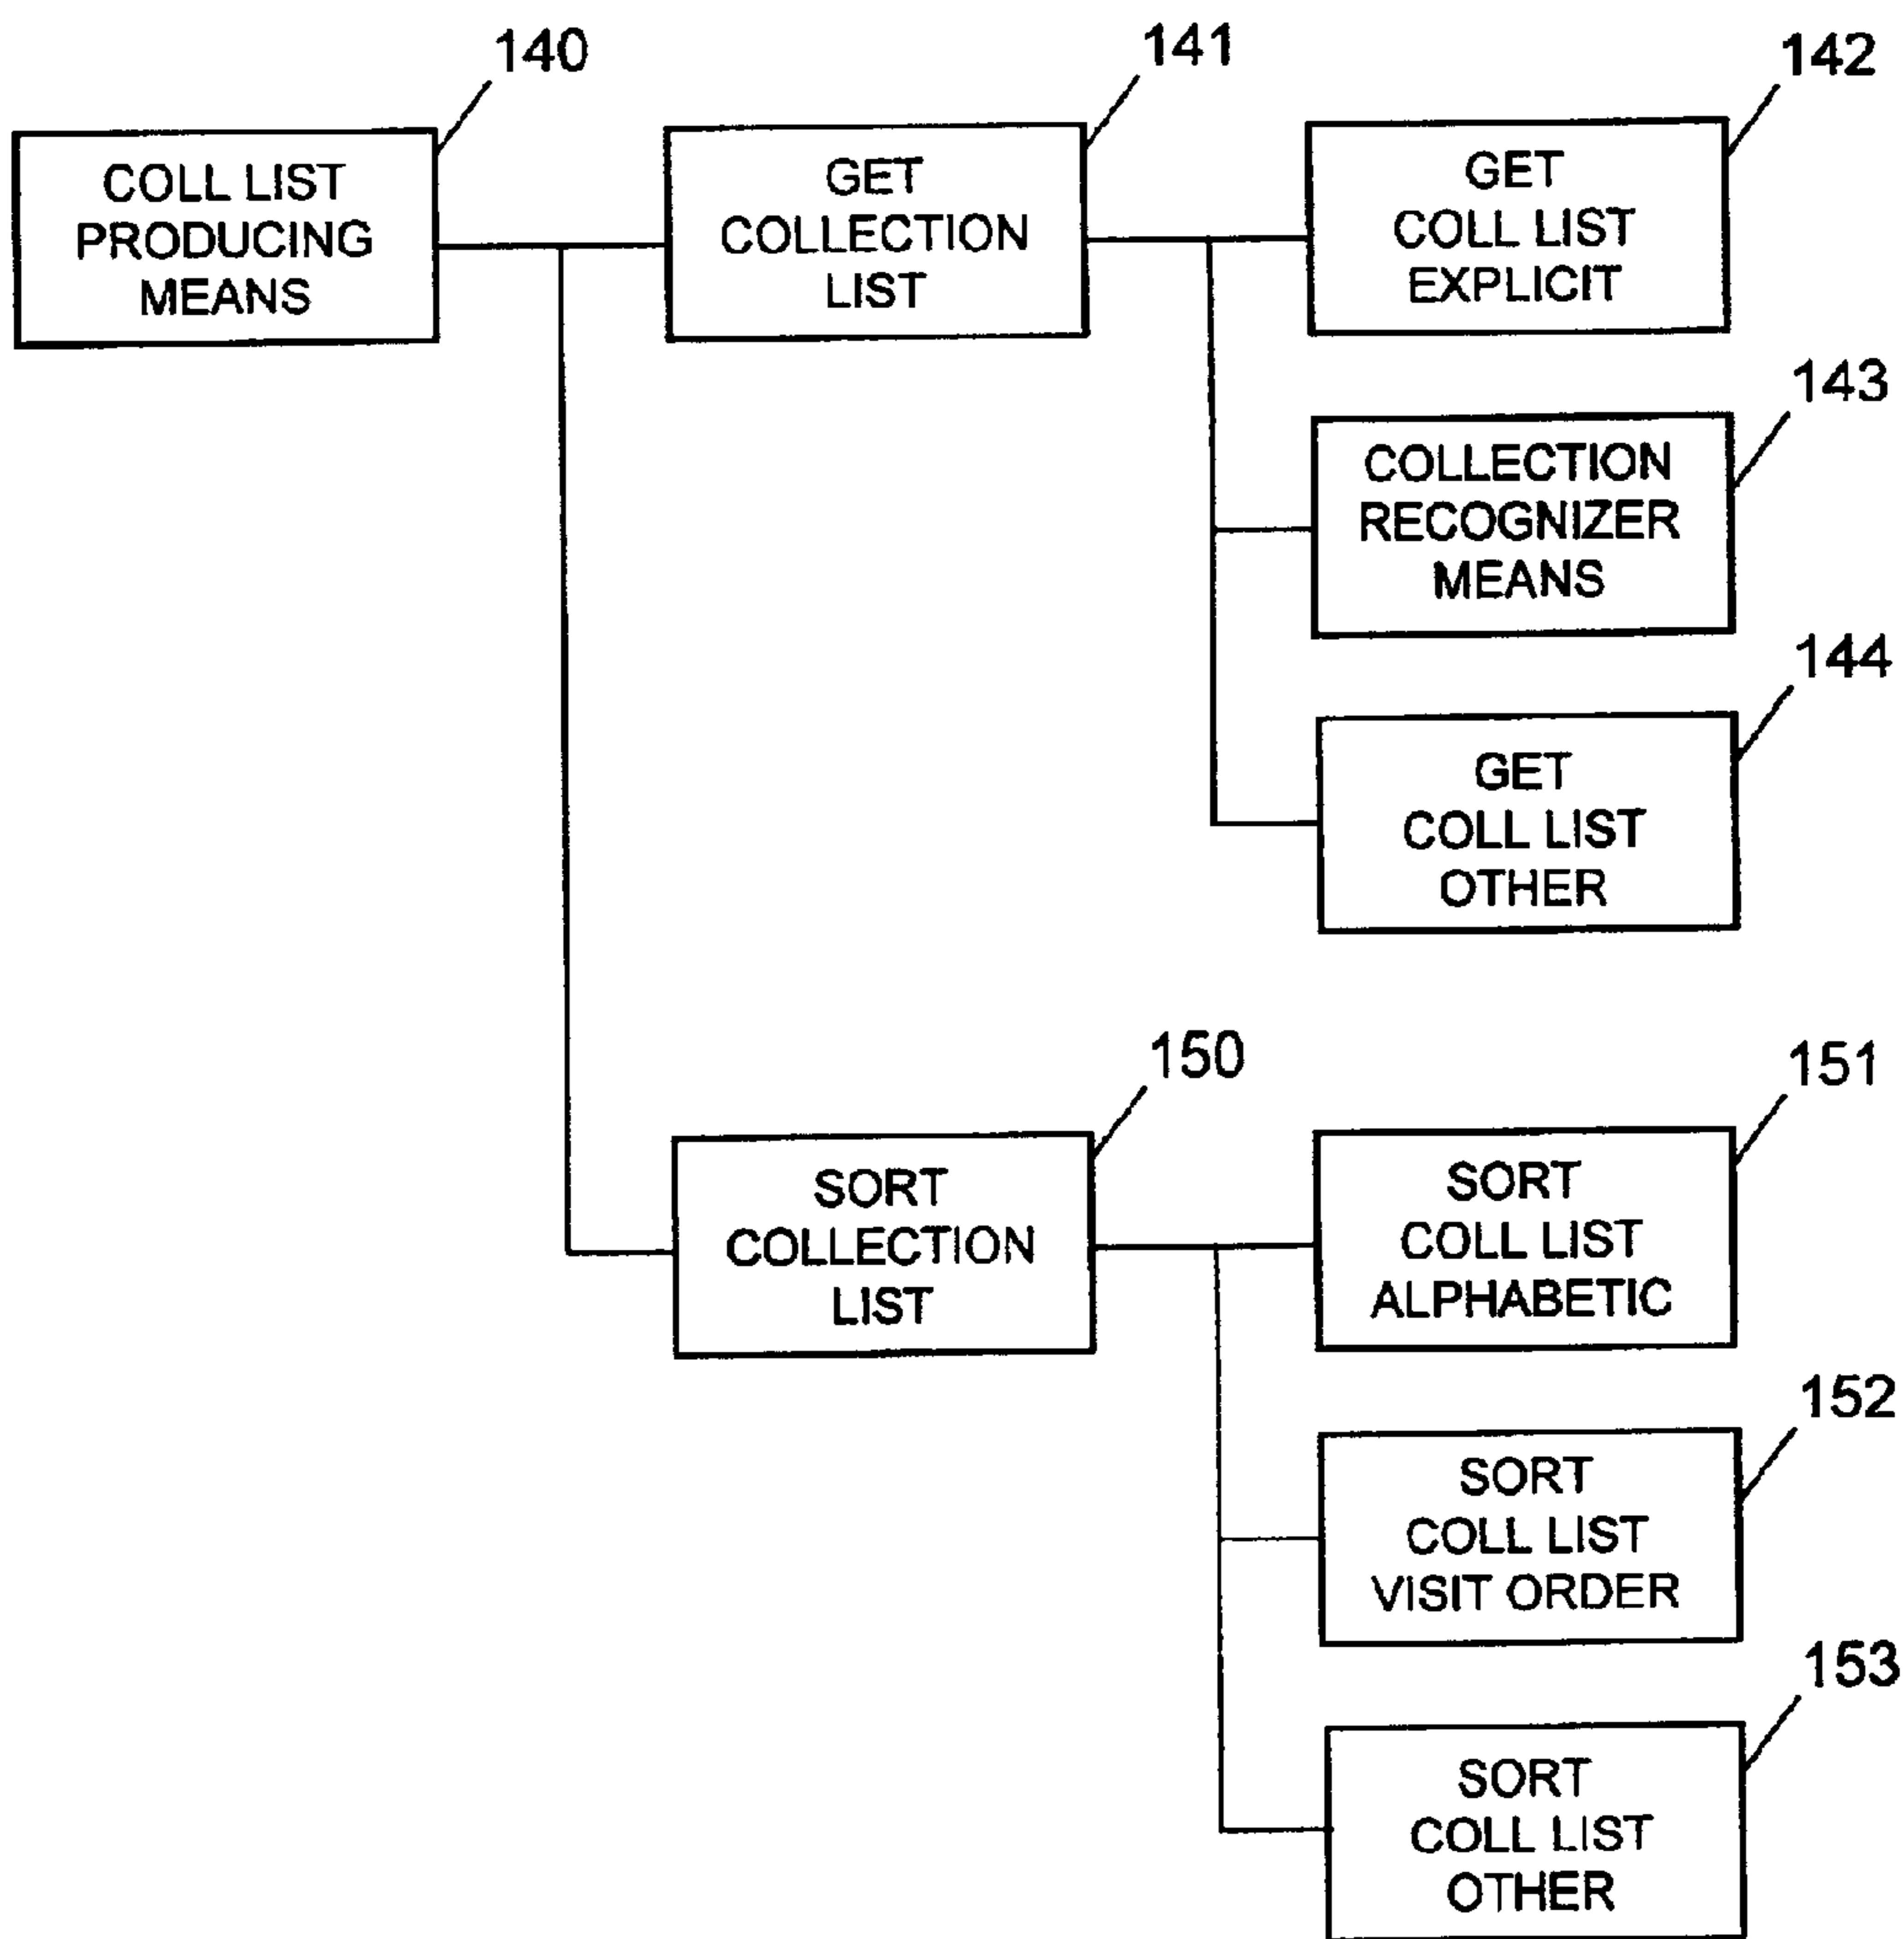 140
COLL LIST
PRODUCING
MEANS
141
GET
COLLECTION
LIST
142
GET
COLL LIST
EXPLICIT
143
COLLECTION
RECOGNIZER
MEANS
144
GET
COLL LIST
OTHER
150
SORT
COLLECTION
LIST
151
SORT
COLL LIST
ALPHABETIC
152
SORT
COLL LIST
VISIT ORDER
153
SORT
COLL LIST
OTHER